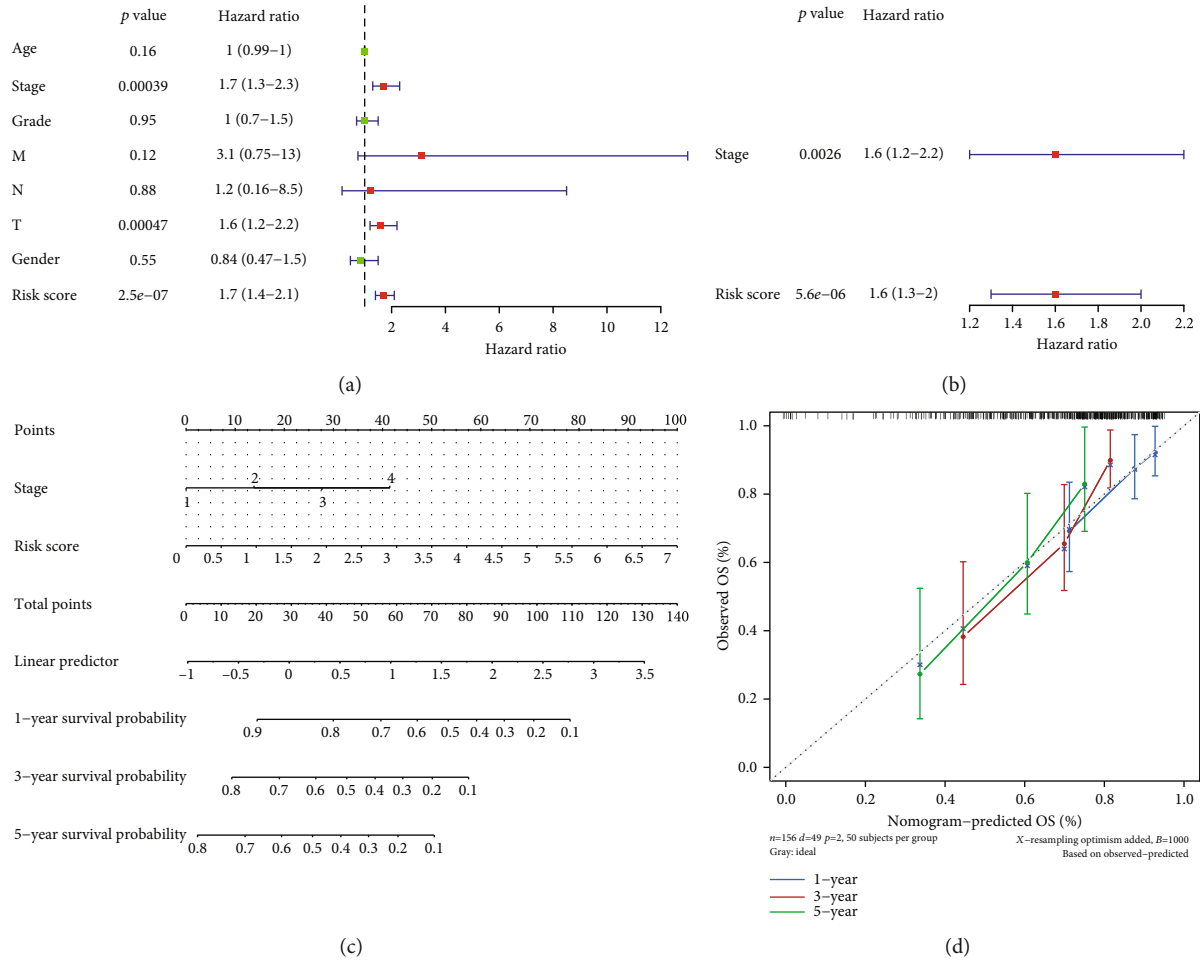 p value Hazard ratio
Age 0.16 1 (0.99−1)
Stage 0.00039 1.7 (1.3−2.3)
Grade 0.95 1 (0.7−1.5)
M 0.12 3.1 (0.75−13)
N 0.88 1.2 (0.16−8.5)
T 0.00047 1.6 (1.2−2.2)
Gender 0.55 0.84 (0.47−1.5)
Risk score 2.5e−07 1.7 (1.4−2.1)
2 4 6 8 10 12
Hazard ratio
(a)
p value Hazard ratio
Stage 0.0026 1.6 (1.2−2.2)
Risk score 5.6e−06 1.6 (1.3−2)
1.2 1.4 1.6 1.8 2.0 2.2
Hazard ratio
(b)
Points 0 10 20 30 40 50 60 70 80 90 100
Stage 1 2 3 4
Risk score 0 0.5 1 1.5 2 2.5 3 3.5 4 4.5 5 5.5 6 6.5 7
Total points 0 10 20 30 40 50 60 70 80 90 100 110 120 130 140
Linear predictor −1 −0.5 0 0.5 1 1.5 2 2.5 3 3.5
1−year survival probability 0.9 0.8 0.7 0.6 0.5 0.4 0.3 0.2 0.1
3−year survival probability 0.8 0.7 0.6 0.5 0.4 0.3 0.2 0.1
5−year survival probability 0.8 0.7 0.6 0.5 0.4 0.3 0.2 0.1
(c)
Observed OS (%)
1.0
0.8
0.6
0.4
0.2
0.0
0.0 0.2 0.4 0.6 0.8 1.0
Nomogram−predicted OS (%)
n=156 d=49 p=2, 50 subjects per group
Gray: ideal
X−resampling optimism added, B=1000
Based on observed−predicted
1−year
3−year
5−year
(d)